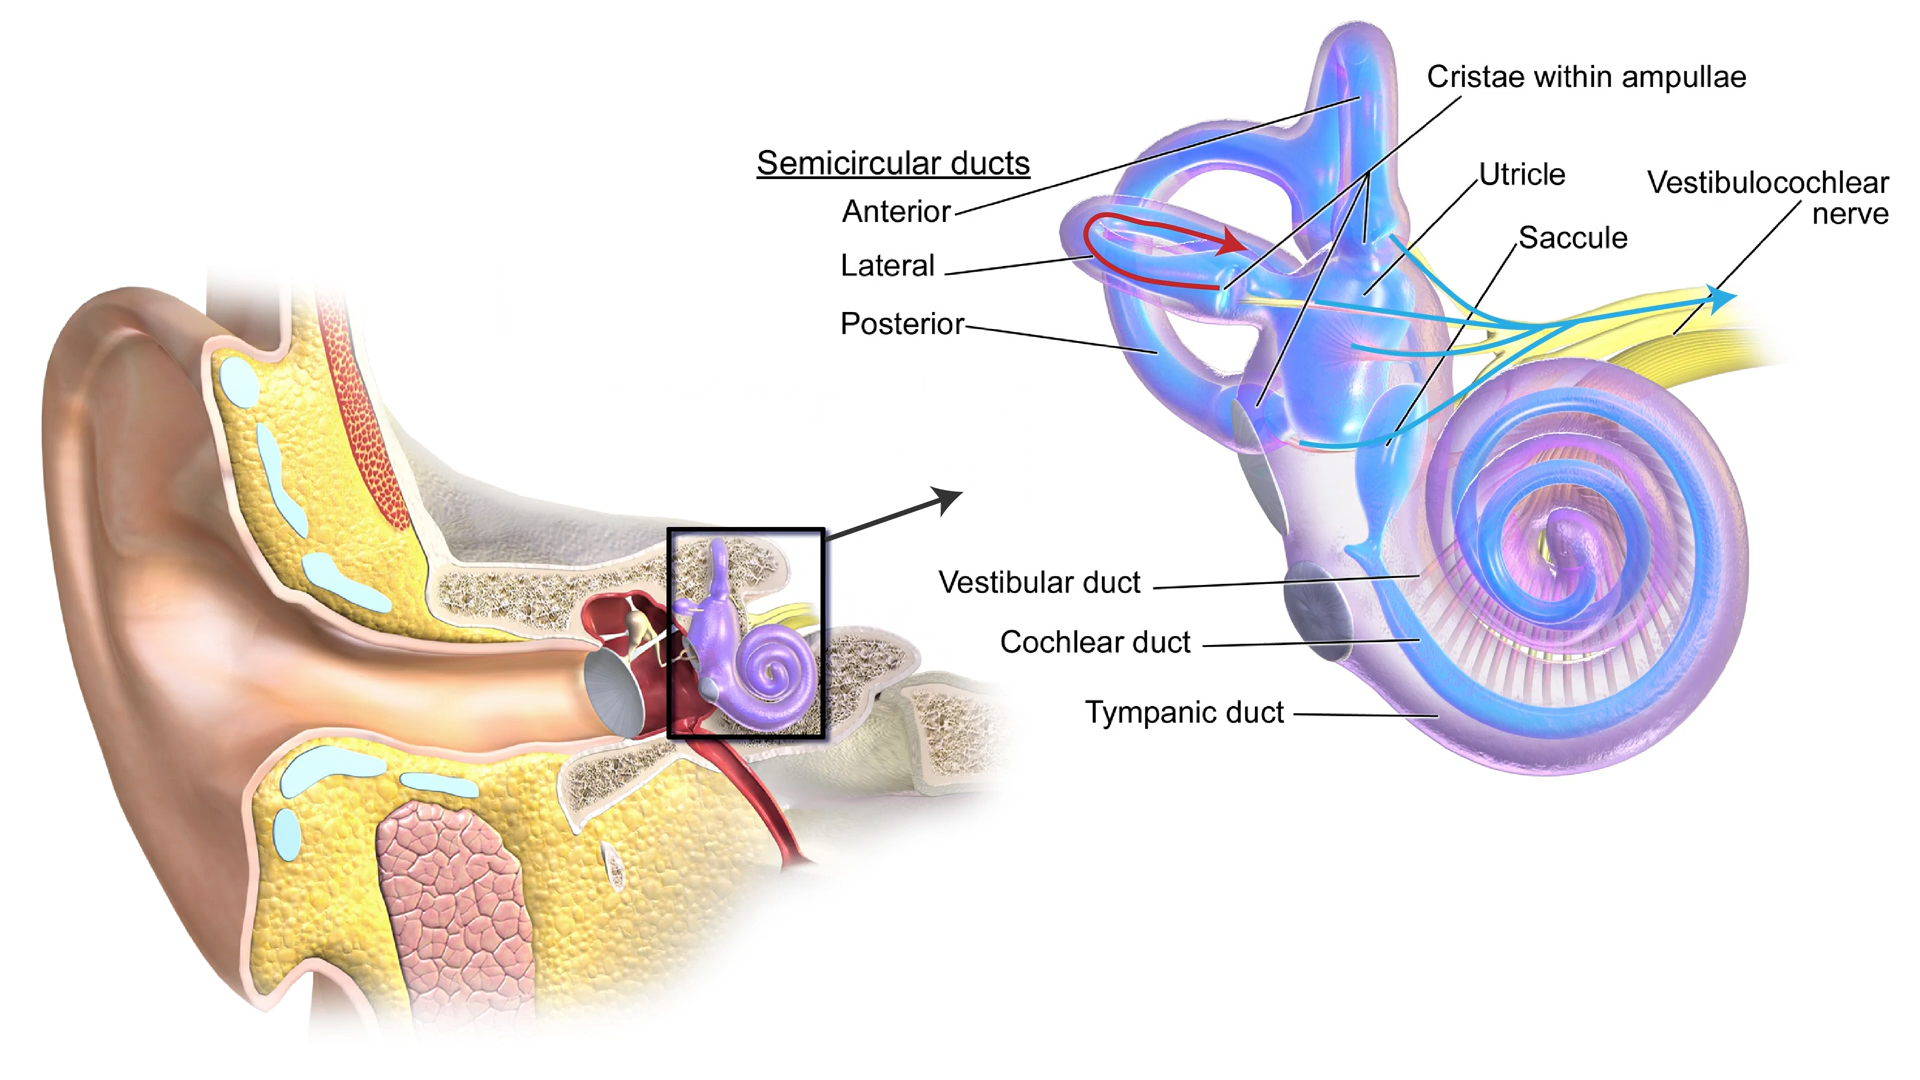 Cristae within ampullae
Semicircular ducts
Anterior
Lateral
Posterior
Utricle
Saccule
Vestibulocochlear
nerve
Vestibular duct
Cochlear duct
Tympanic duct